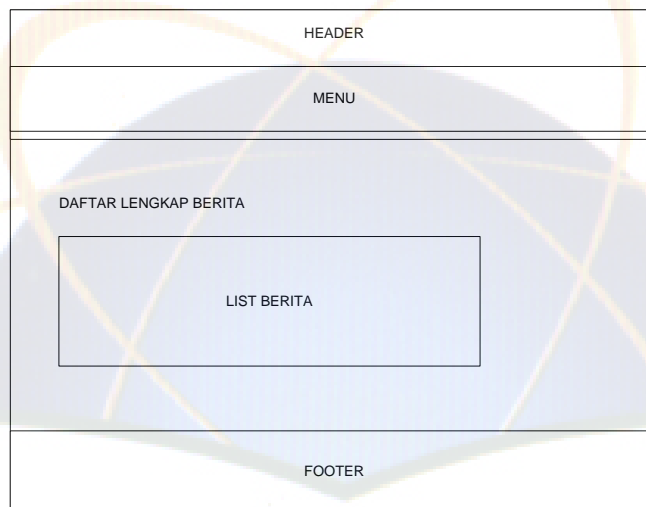 HEADER
MENU
DAFTAR LENGKAP BERITA
LIST BERITA
FOOTER